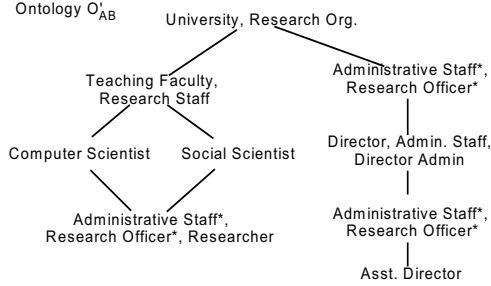 Ontology O'AB
University, Research Org.
Teaching Faculty,
Research Staff
Administrative Staff*,
Research Officer*
Computer Scientist
Social Scientist
Director, Admin. Staff,
Director Admin
Administrative Staff*,
Research Officer*, Researcher
Administrative Staff*,
Research Officer*
Asst. Director